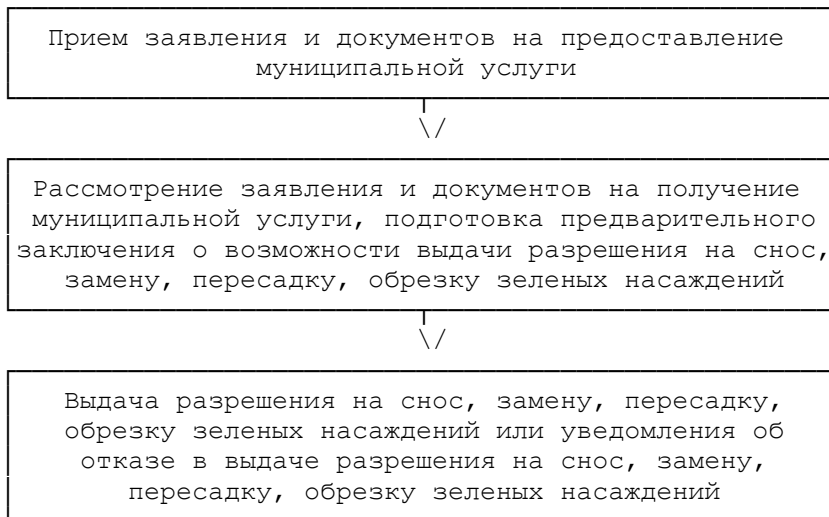 Прием заявления и документов на предоставление
муниципальной услуги
\/
Рассмотрение заявления и документов на получение
муниципальной услуги, подготовка предварительного
заключения о возможности выдачи разрешения на снос,
замену, пересадку, обрезку зеленых насаждений
\/
Выдача разрешения на снос, замену, пересадку,
обрезку зеленых насаждений или уведомления об
отказе в выдаче разрешения на снос, замену,
пересадку, обрезку зеленых насаждений